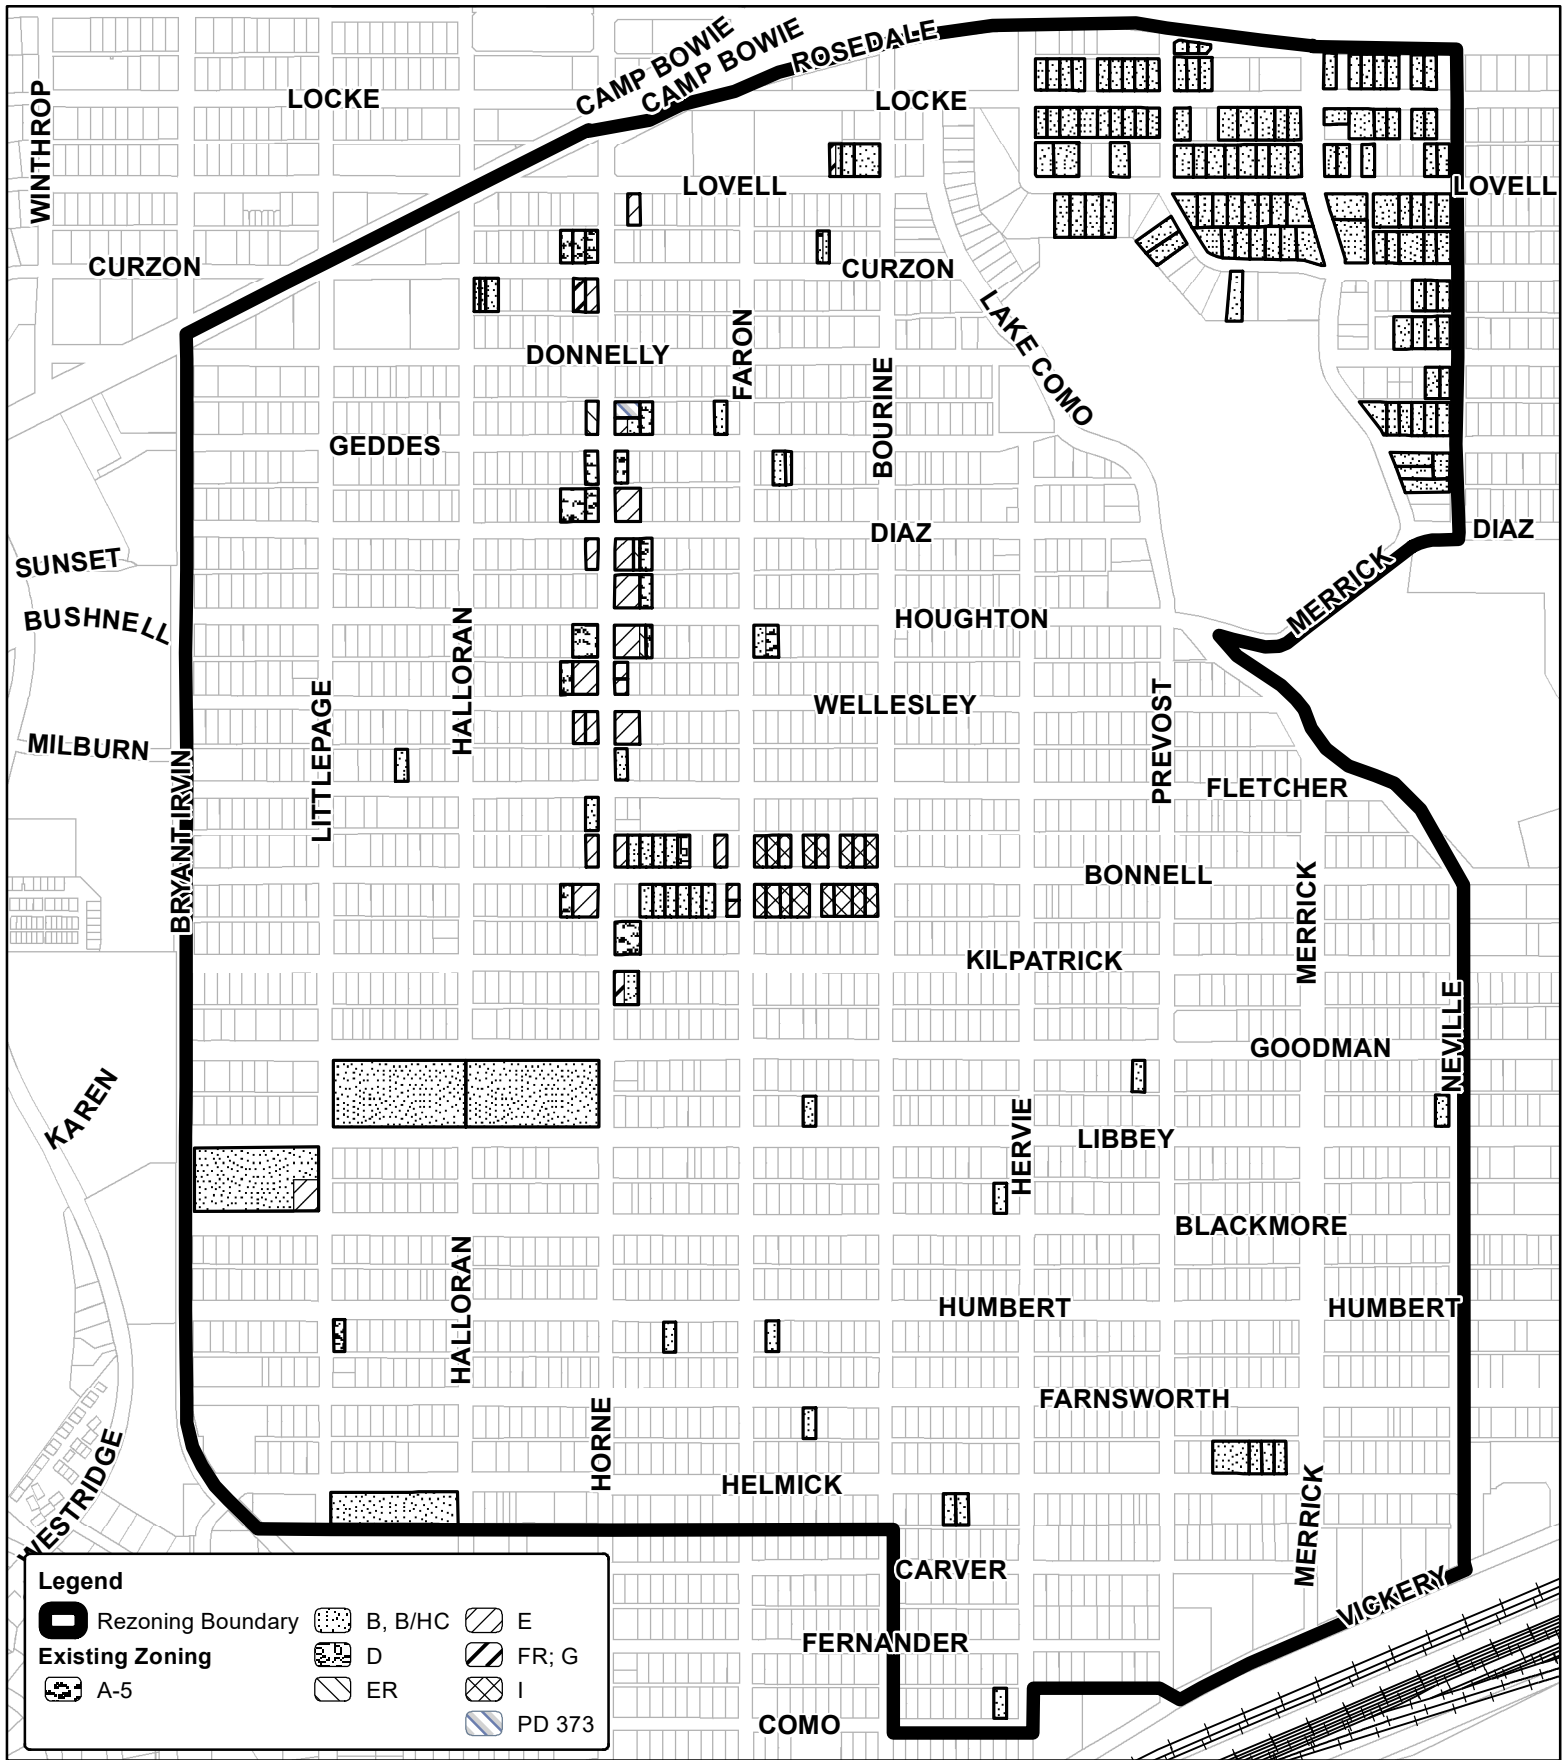 CAMP BOWIE
CAMP BOWIE
ROSEDALE
LOCKE
LOCKE
WINTHROP
LOVELL
LOVELL
CURZON
CURZON
LAKE COMO
DONNELLY
FARON
BOURINE
GEDDES
DIAZ
DIAZ
SUNSET
BUSHNELL
MERRICK
HOUGHTON
HALLORAN
WELLESLEY
LITTLEPAGE
PREVOST
MILBURN
BRYANT IRVIN
FLETCHER
BONNELL
MERRICK
KILPATRICK
NEVILLE
GOODMAN
KAREN
HERVIE
LIBBEY
BLACKMORE
HALLORAN
HUMBERT
HUMBERT
FARNSWORTH
HORNE
HELMICK
MERRICK
WESTRIDGE
CARVER
VICKERY
FERNANDER
COMO
Legend
Rezoning Boundary
Existing Zoning
A-5
B, B/HC
D
ER
E
FR; G
I
PD 373